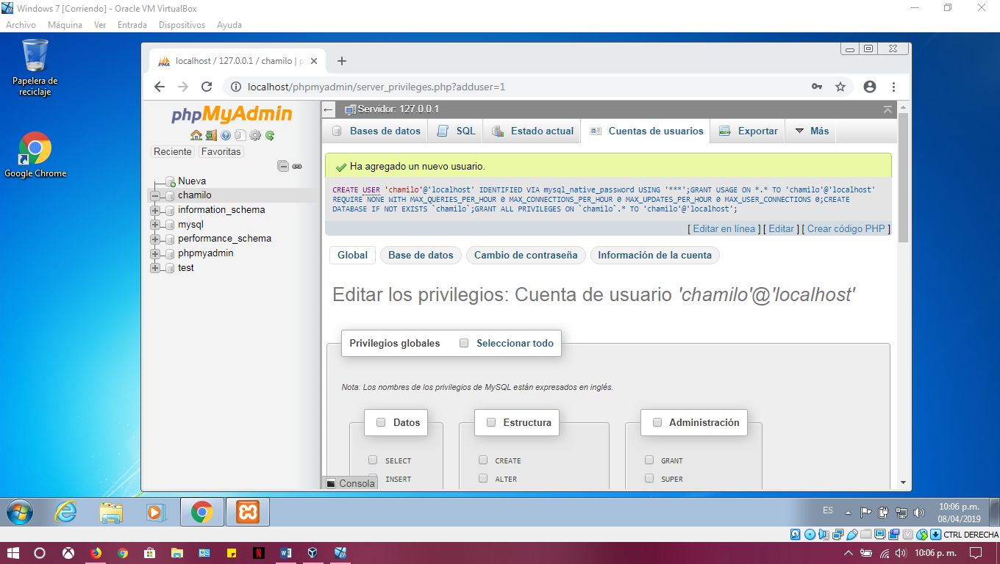 Windows 7 [Corriendo] - Oracle VM VirtualBox
Archivo Máquina Ver Entrada Dispositivos Ayuda
Papelera de
reciclaje
Google Chrome
localhost / 127.0.0.1 / chamilo | p
localhost/phpmyadmin/server_privileges.php?adduser=1
phpMyAdmin
Reciente Favoritas
Nueva
chamilo
information_schema
mysql
performance_schema
phpmyadmin
test
Servidor: 127.0.0.1
Bases de datos SQL Estado actual Cuentas de usuarios Exportar Más
Ha agregado un nuevo usuario.
CREATE USER 'chamilo'@'localhost' IDENTIFIED VIA mysql_native_password USING '***';GRANT USAGE ON *.* TO 'chamilo'@'localhost'
REQUIRE NONE WITH MAX_QUERIES_PER_HOUR 0 MAX_CONNECTIONS_PER_HOUR 0 MAX_UPDATES_PER_HOUR 0 MAX_USER_CONNECTIONS 0;CREATE
DATABASE IF NOT EXISTS `chamilo`;GRANT ALL PRIVILEGES ON `chamilo`.* TO 'chamilo'@'localhost';
[ Editar en línea ] [ Editar ] [ Crear código PHP ]
Global Base de datos Cambio de contraseña Información de la cuenta
Editar los privilegios: Cuenta de usuario 'chamilo'@'localhost'
Privilegios globales Seleccionar todo
Nota: Los nombres de los privilegios de MySQL están expresados en inglés.
Datos Estructura Administración
SELECT CREATE GRANT
INSERT ALTER SUPER
Consola
ES
10:06 p.m.
08/04/2019
CTRL DERECHA
10:06 p. m.